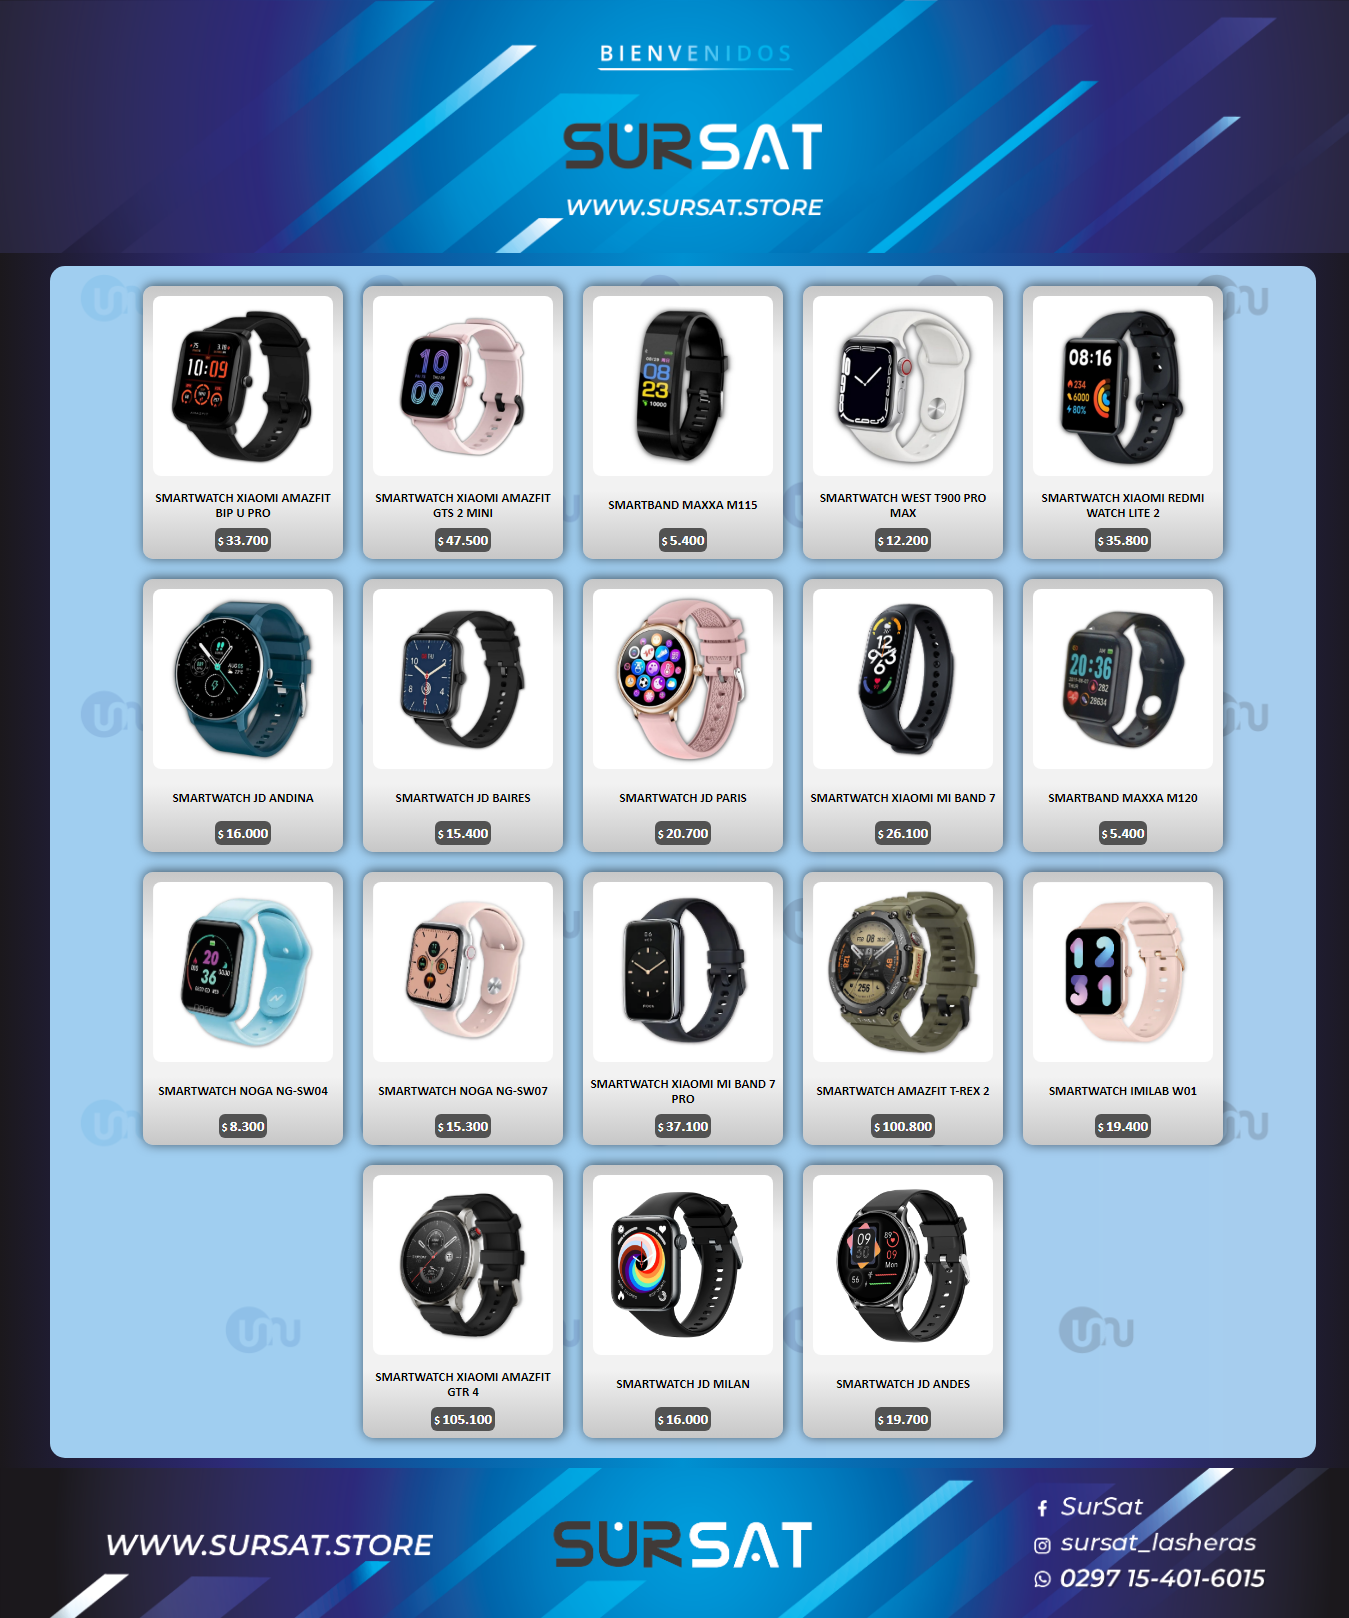 BIENVENIDOS
SURSAT
WWW.SURSAT.STORE
SMARTWATCH XIAOMI AMAZFIT
BIP U PRO
$ 33.700
SMARTWATCH XIAOMI AMAZFIT
GTS 2 MINI
$ 47.500
SMARTBAND MAXXA M115
$ 5.400
SMARTWATCH WEST T900 PRO
MAX
$ 12.200
SMARTWATCH XIAOMI REDMI
WATCH LITE 2
$ 35.800
SMARTWATCH JD ANDINA
$ 16.000
SMARTWATCH JD BAIRES
$ 15.400
SMARTWATCH JD PARIS
$ 20.700
SMARTWATCH XIAOMI MI BAND 7
$ 26.100
SMARTBAND MAXXA M120
$ 5.400
SMARTWATCH NOGA NG-SW04
$ 8.300
SMARTWATCH NOGA NG-SW07
$ 15.300
SMARTWATCH XIAOMI MI BAND 7
PRO
$ 37.100
SMARTWATCH AMAZFIT T-REX 2
$ 100.800
SMARTWATCH IMILAB W01
$ 19.400
SMARTWATCH XIAOMI AMAZFIT
GTR 4
$ 105.100
SMARTWATCH JD MILAN
$ 16.000
SMARTWATCH JD ANDES
$ 19.700
WWW.SURSAT.STORE
SURSAT
SurSat
sursat_lasheras
0297 15-401-6015